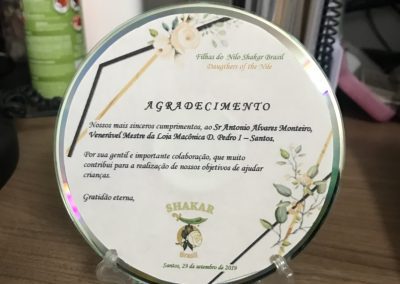 Filhas do Nilo Shakar Brasil
Daugthers of the Nile
AGRADECIMENTO
Nossos mais sinceros cumprimentos, ao Sr Antonio Alvares Monteiro,
Venerável Mestre da Loja Maçônica D. Pedro I – Santos,
Por sua gentil e importante colaboração, que muito
contribui para a realização de nossos objetivos de ajudar
crianças.
Gratidão eterna,
SHAKAR
Brasil
Santos, 29 de setembro de 2019